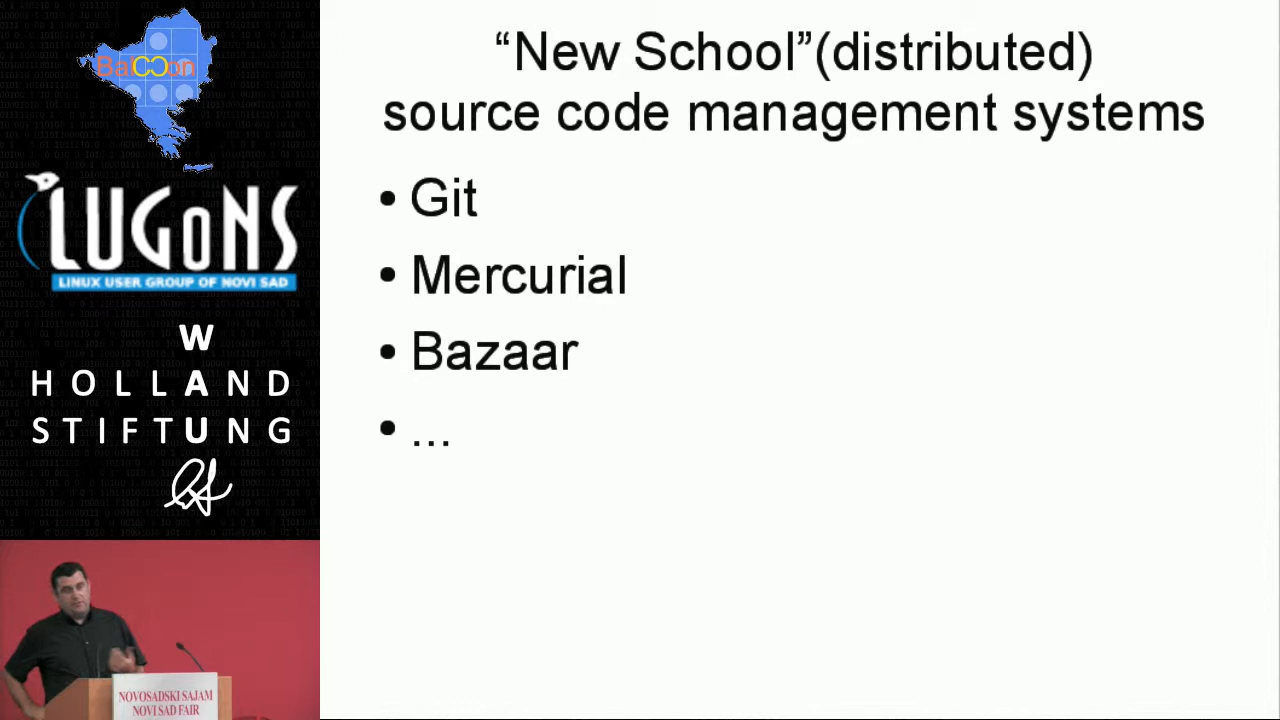 BalCCon
LUGoNS
LINUX USER GROUP OF NOVI SAD
W
HOLLAND
STIFTUNG
“New School”(distributed)
source code management systems
• Git
• Mercurial
• Bazaar
• ...
NOVOSADSKI SAJAM
NOVI SAD FAIR